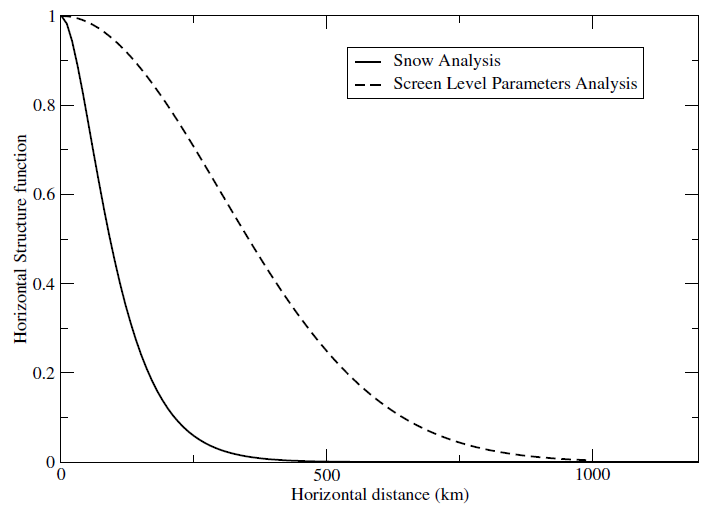 1
0.8
0.6
0.4
0.2
0
Horizontal Structure function
Snow Analysis
Screen Level Parameters Analysis
0
500
1000
Horizontal distance (km)